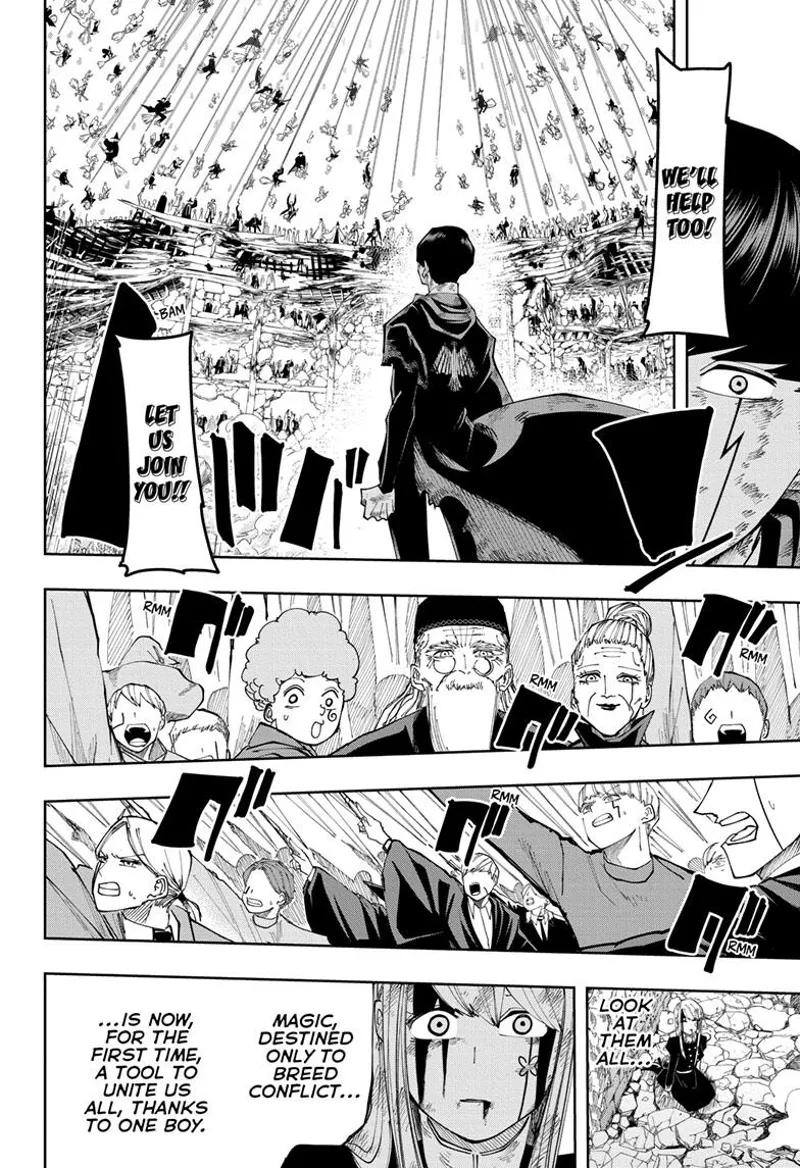 WE'LL
HELP
TOO!
-BAM
LET
US
JOIN
YOU!!
RMM
RMM
RMM
RMM
RMM
RMM
LOOK
AT
THEM
ALL...
MAGIC,
DESTINED
ONLY TO
BREED
CONFLICT...
...IS NOW,
FOR THE
FIRST TIME,
A TOOL TO
UNITE US
ALL, THANKS
TO ONE BOY.